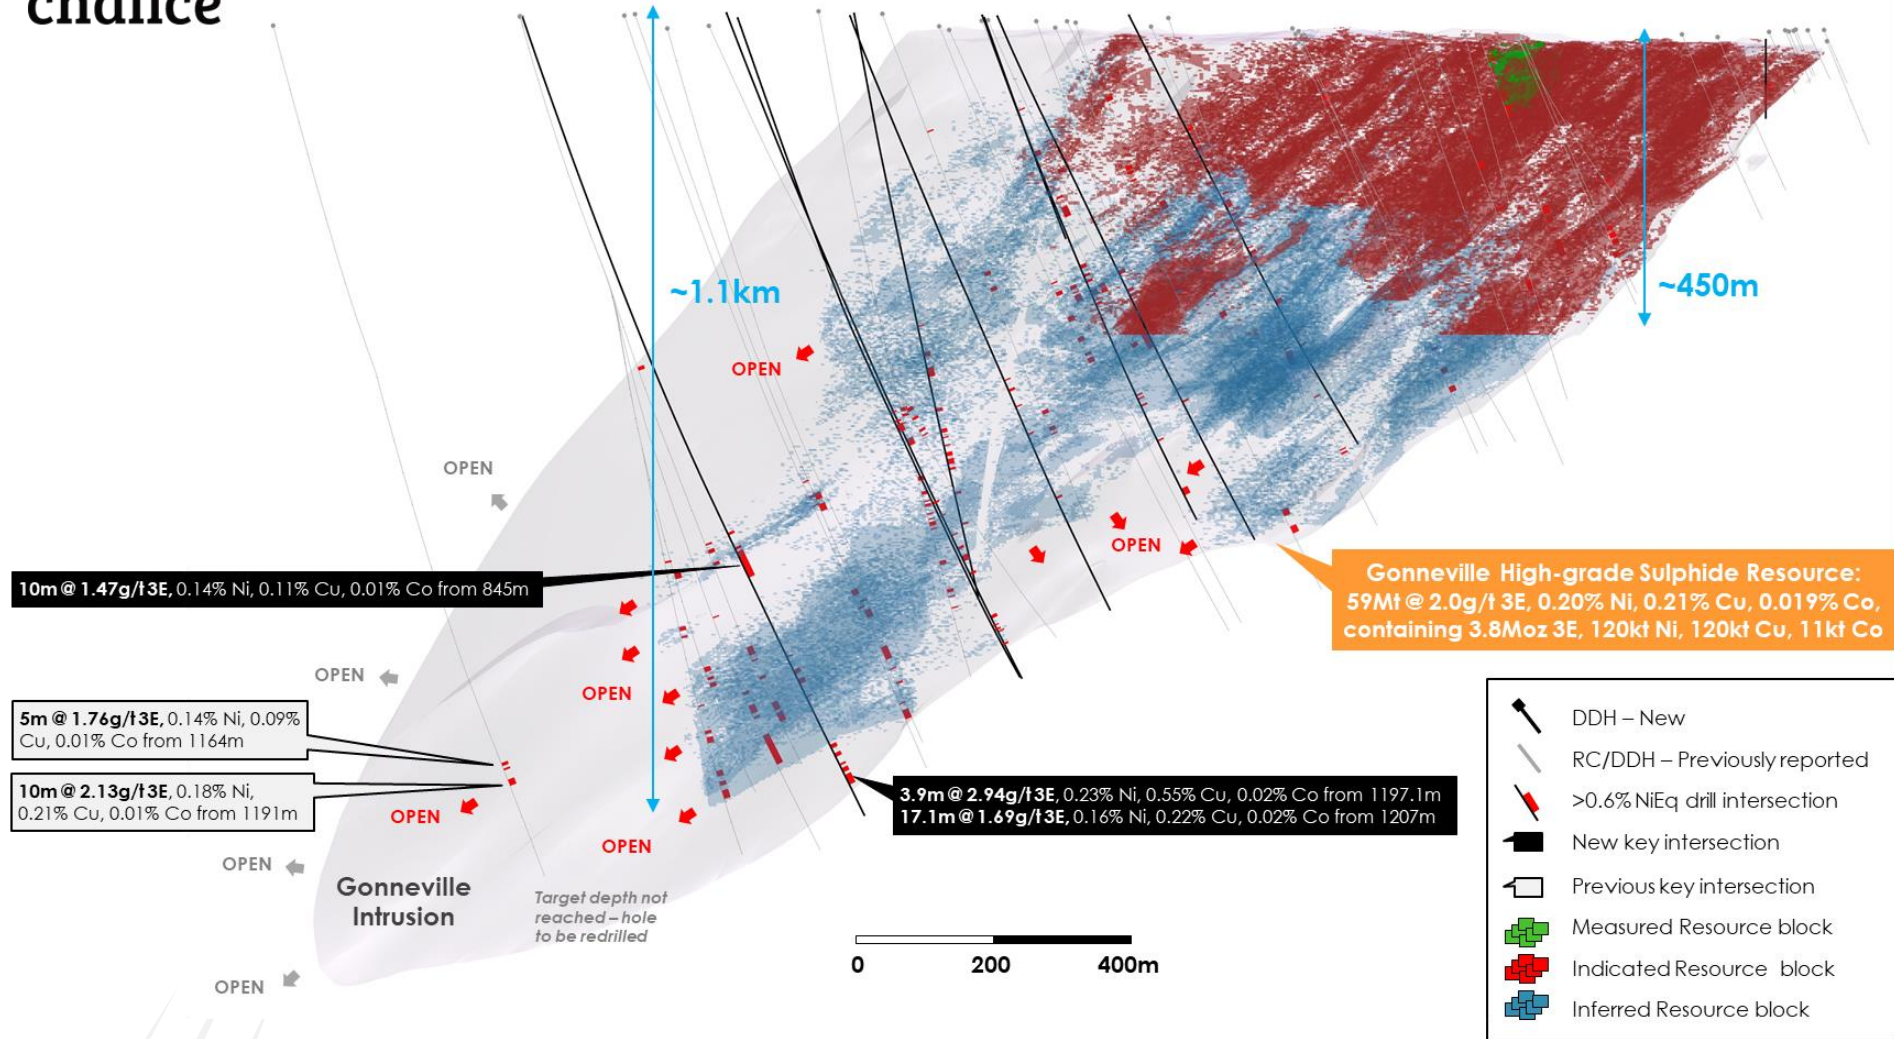 chalice
~1.1km
~450m
OPEN
OPEN
10m @ 1.47g/t 3E, 0.14% Ni, 0.11% Cu, 0.01% Co from 845m
OPEN
Gonneville High-grade Sulphide Resource:
59Mt @ 2.0g/t 3E, 0.20% Ni, 0.21% Cu, 0.019% Co,
containing 3.8Moz 3E, 120kt Ni, 120kt Cu, 11kt Co
OPEN
OPEN
5m @ 1.76g/t 3E, 0.14% Ni, 0.09%
Cu, 0.01% Co from 1164m
10m @ 2.13g/t 3E, 0.18% Ni,
0.21% Cu, 0.01% Co from 1191m
OPEN
3.9m @ 2.94g/t 3E, 0.23% Ni, 0.55% Cu, 0.02% Co from 1197.1m
17.1m @ 1.69g/t 3E, 0.16% Ni, 0.22% Cu, 0.02% Co from 1207m
OPEN
OPEN
Gonneville
Intrusion
Target depth not
reached – hole
to be redrilled
OPEN
0 200 400m
DDH – New
RC/DDH – Previously reported
>0.6% NiEq drill intersection
New key intersection
Previous key intersection
Measured Resource block
Indicated Resource block
Inferred Resource block